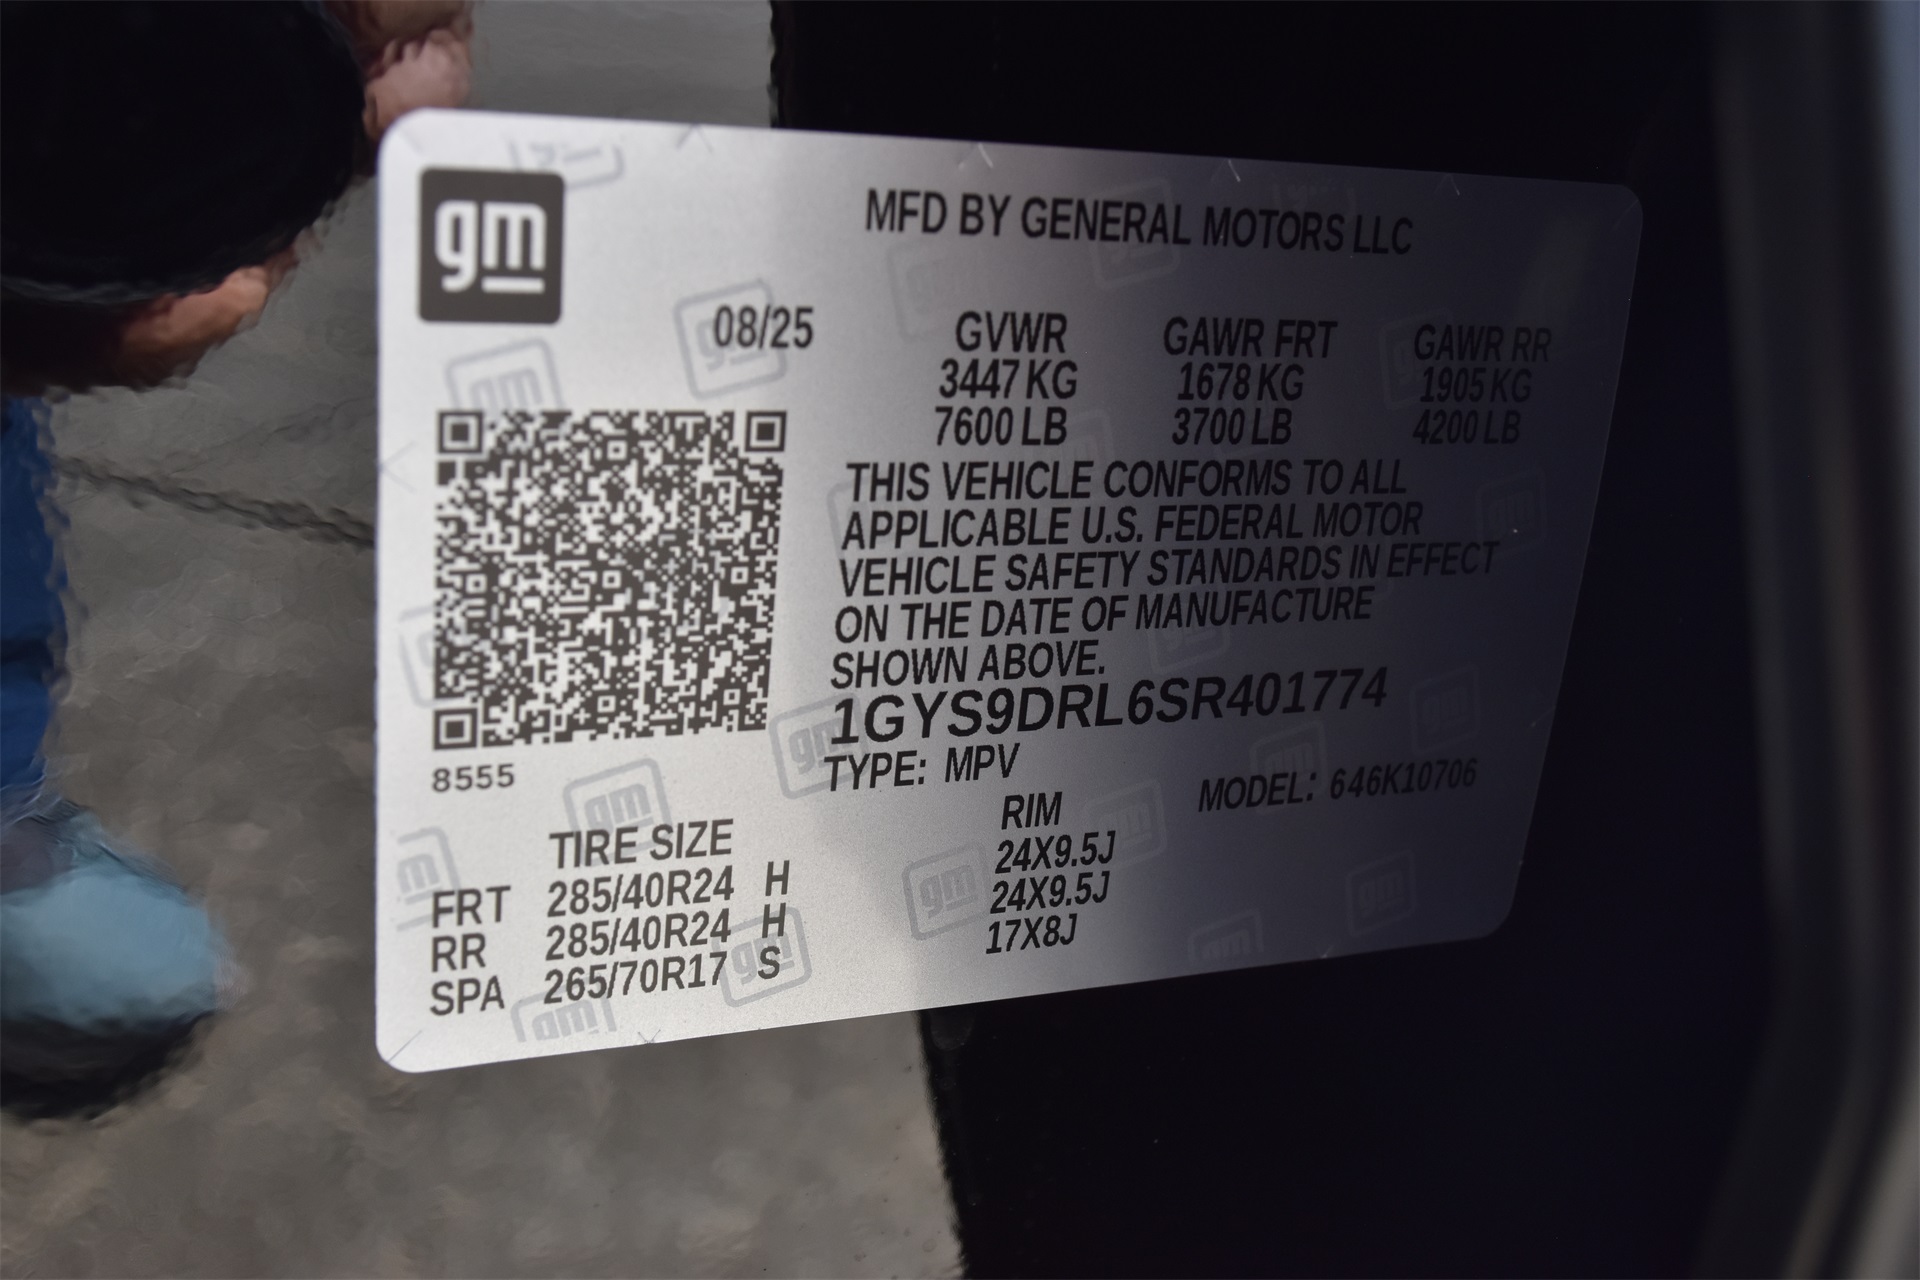 gm
MFD BY GENERAL MOTORS LLC
08/25
GVWR GAWR FRT GAWR RR
3447 KG 1678 KG 1905 KG
7600 LB 3700 LB 4200 LB
THIS VEHICLE CONFORMS TO ALL
APPLICABLE U.S. FEDERAL MOTOR
VEHICLE SAFETY STANDARDS IN EFFECT
ON THE DATE OF MANUFACTURE
SHOWN ABOVE.
1GYS9DRL6SR401774
8555
TYPE: MPV MODEL: 646K10706
TIRE SIZE RIM
FRT 285/40R24 H 24X9.5J
RR 285/40R24 H 24X9.5J
SPA 265/70R17 S 17X8J